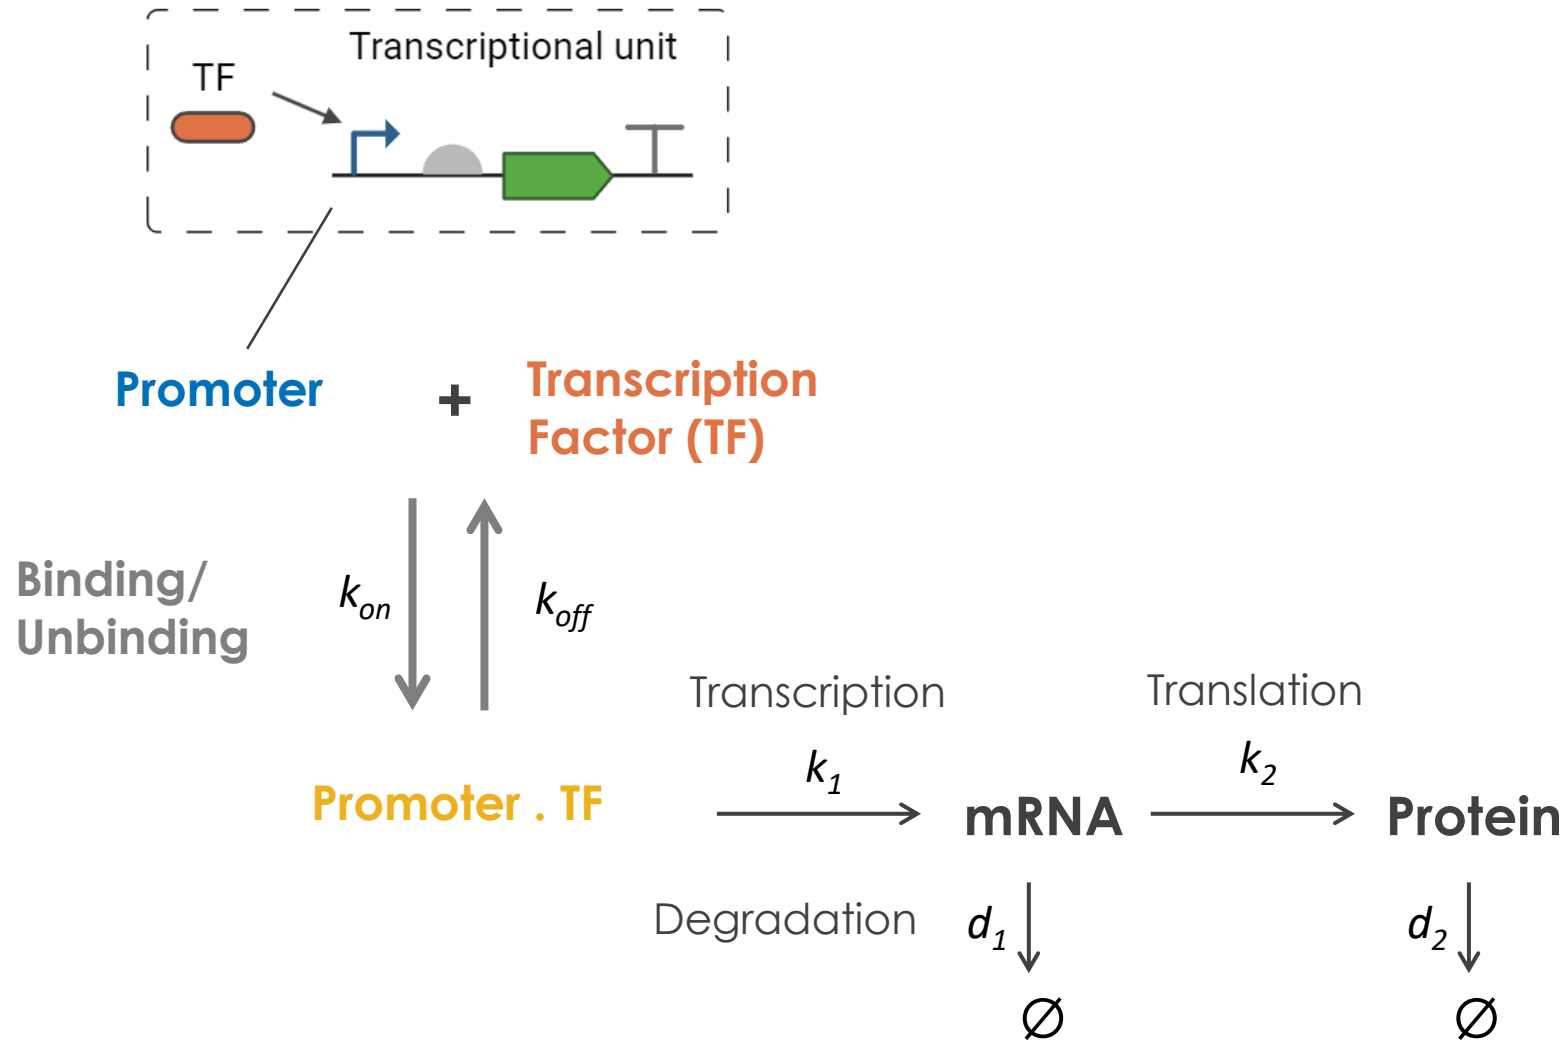 Transcriptional unit
TF
Promoter
+
Transcription
Factor (TF)
Binding/
Unbinding
kon
koff
Transcription
Translation
k1
k2
Promoter . TF
mRNA
Protein
Degradation
d1
d2
∅
∅